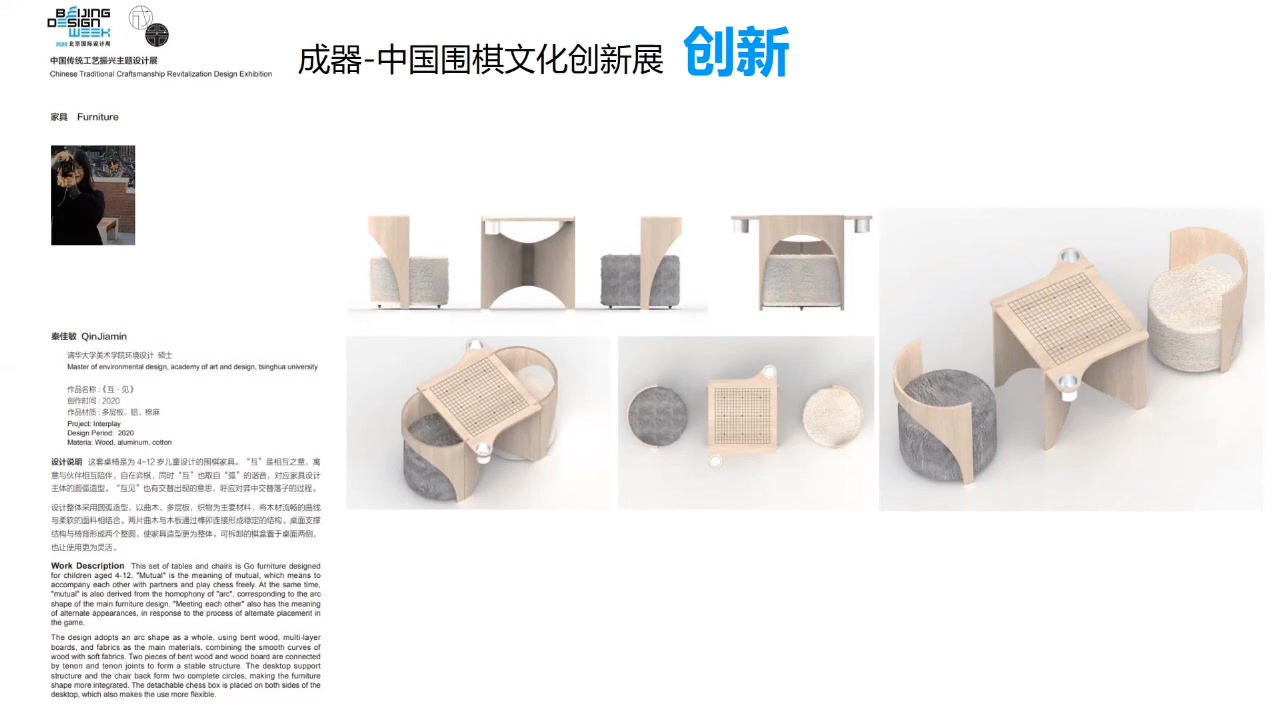 BEIJING
DESIGN
WEEK
2020 北京国际设计周
中国传统工艺振兴主题设计展
Chinese Traditional Craftsmanship Revitalization Design Exhibition
成器-中国围棋文化创新展 创新
家具 Furniture
秦佳敏 QinJiamin
清华大学美术学院环境设计 硕士
Master of environmental design, academy of art and design, tsinghua university
作品名称：《互·见》
创作时间：2020
作品材质：多层板、铝、棉麻
Project: Interplay
Design Period: 2020
Materia: Wood, aluminum, cotton
设计说明 这套桌椅是为 4-12 岁儿童设计的围棋家具。“互”是相互之意，寓
意与伙伴相互陪伴，自在弈棋，同时“互”也取自“弧”的谐音，对应家具设计
主体的圆弧造型。“互见”也有交替出现的意思，呼应对弈中交替落子的过程。
设计整体采用圆弧造型，以曲木、多层板，织物为主要材料，将木材流畅的曲线
与柔软的面料相结合。两片曲木与木板通过榫卯连接形成稳定的结构。桌面支撑
结构与椅背形成两个整圆，使家具造型更为整体。可拆卸的棋盒置于桌面两侧，
也让使用更为灵活。
Work Description This set of tables and chairs is Go furniture designed
for children aged 4-12. "Mutual" is the meaning of mutual, which means to
accompany each other with partners and play chess freely. At the same time,
"mutual" is also derived from the homophony of "arc", corresponding to the arc
shape of the main furniture design. "Meeting each other" also has the meaning
of alternate appearances, in response to the process of alternate placement in
the game.
The design adopts an arc shape as a whole, using bent wood, multi-layer
boards, and fabrics as the main materials, combining the smooth curves of
wood with soft fabrics. Two pieces of bent wood and wood board are connected
by tenon and tenon joints to form a stable structure. The desktop support
structure and the chair back form two complete circles, making the furniture
shape more integrated. The detachable chess box is placed on both sides of the
desktop, which also makes the use more flexible.